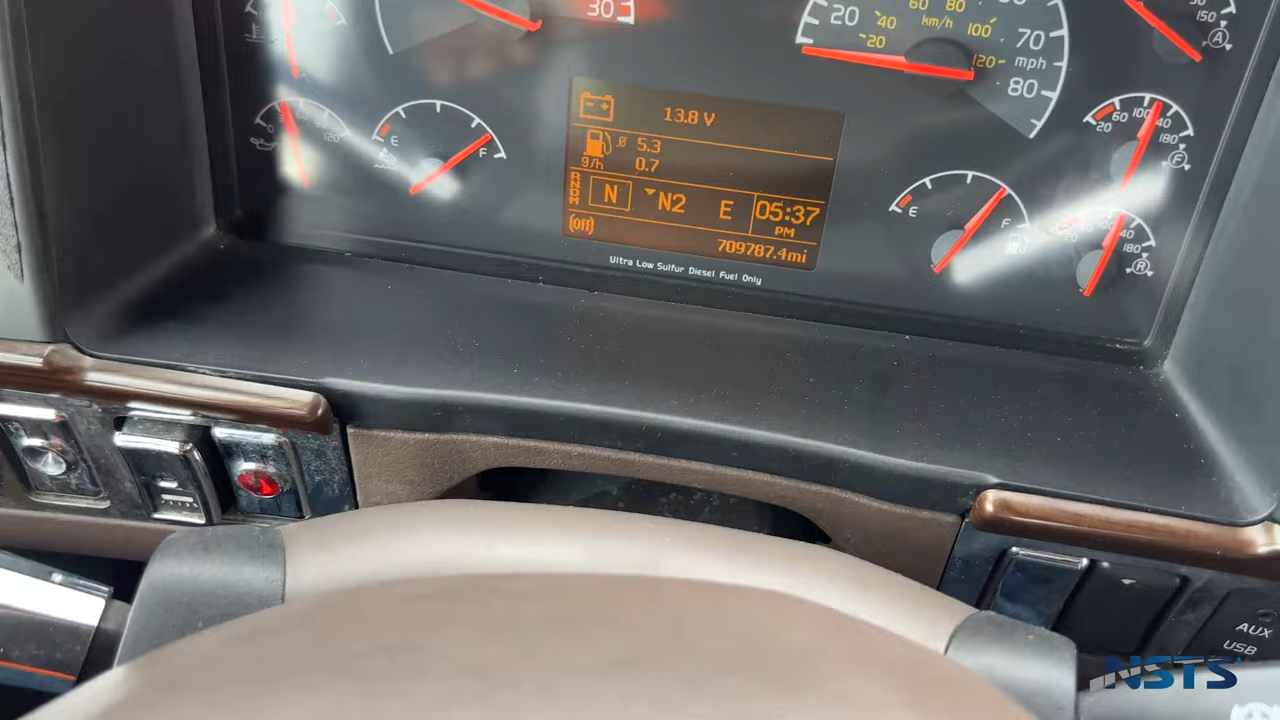 30
20
60 80
40
km/h
100
20
120
70
mph
80
150
A
13.8 V
5.3
g/h
0.7
R
N
D
M
N
N2
E
05:37
PM
(Off)
709787.4mi
Ultra Low Sulfur Diesel Fuel Only
0
120
E
F
E
F
20
60
100
140
180
F
180
R
AUX
USB
NSTS